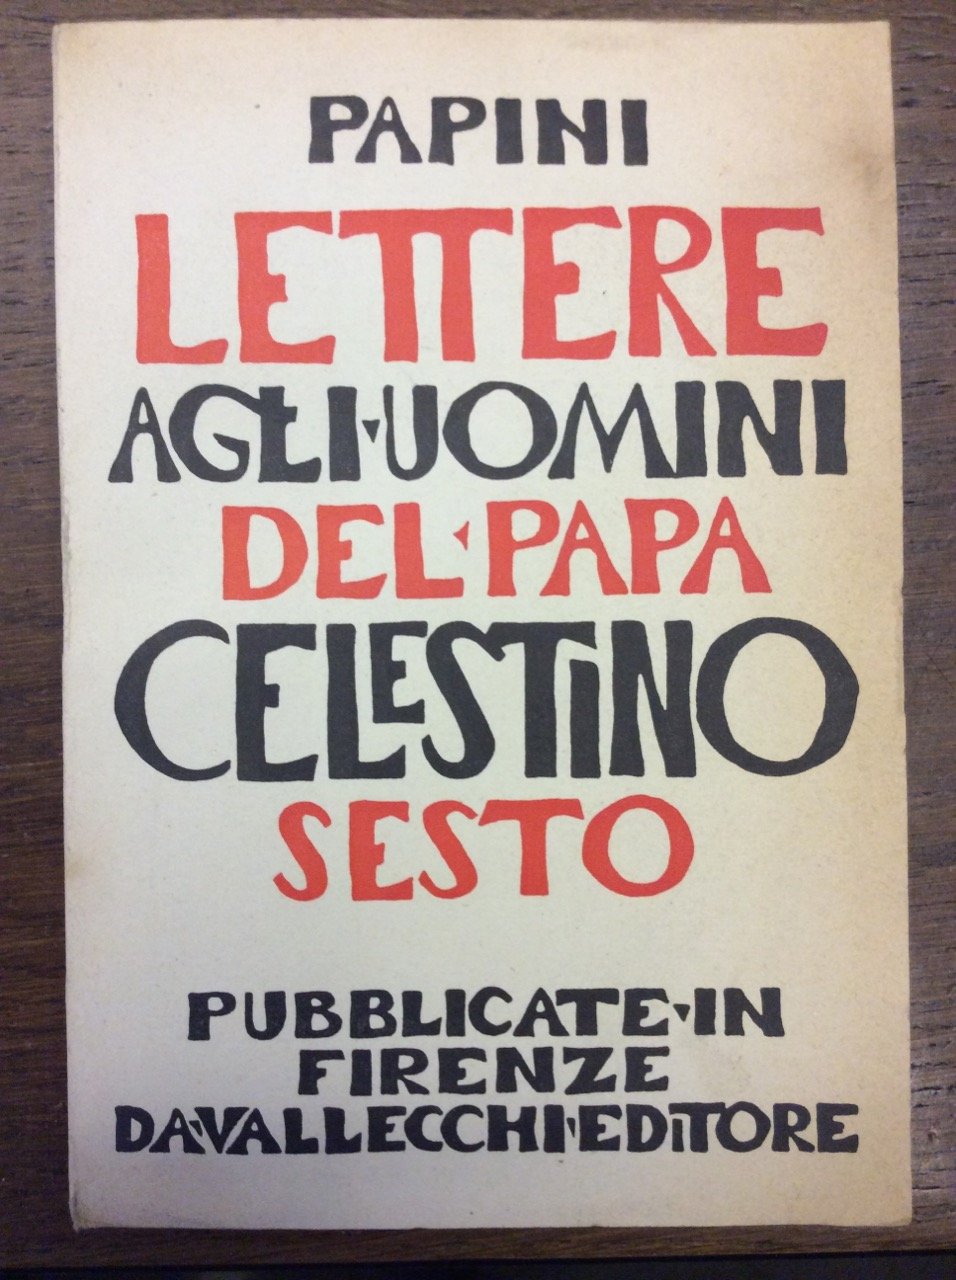 PAPINI
LETTERE
AGLI·UOMINI
DEL·PAPA
CELESTINO
SESTO
PUBBLICATE·IN
FIRENZE
DA·VALLECCHI·EDITORE